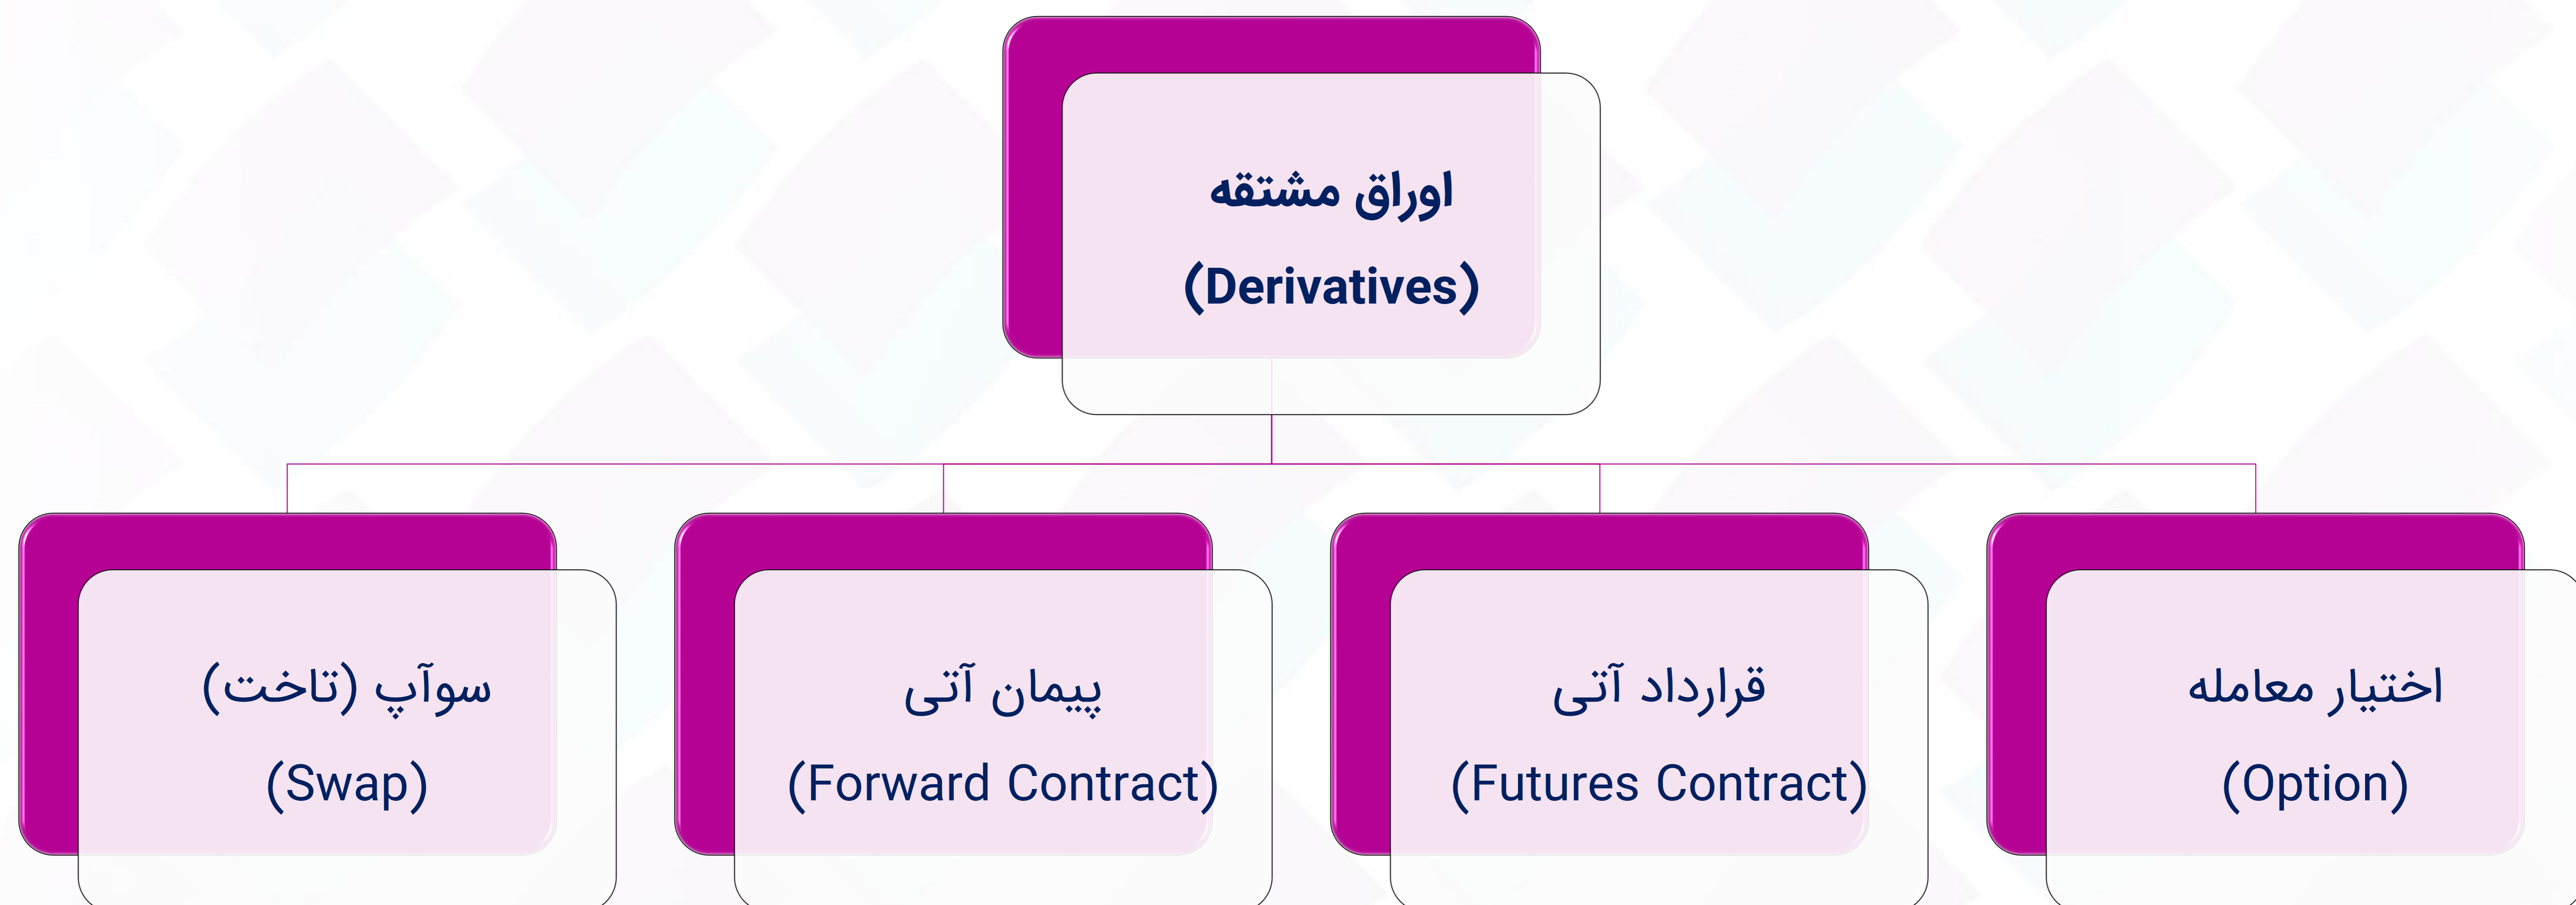 اوراق مشتقه
(Derivatives)
اختیار معامله
(Option)
قرارداد آتی
(Futures Contract)
پیمان آتی
(Forward Contract)
سوآپ (تاخت)
(Swap)